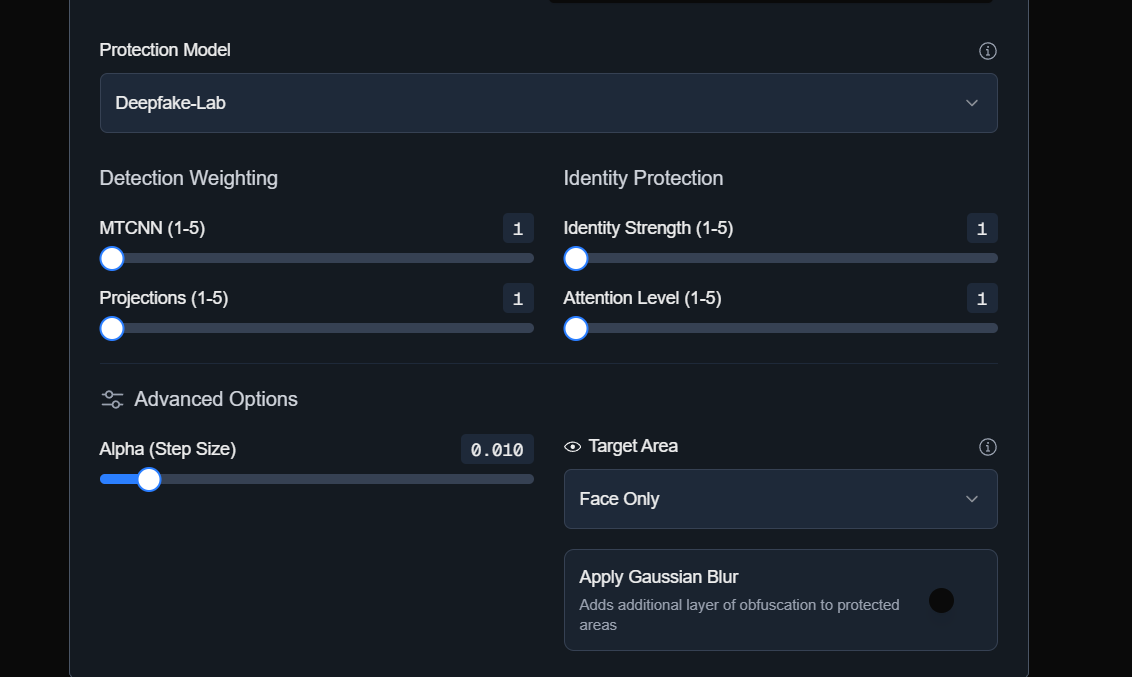 Protection Model
Deepfake-Lab
Detection Weighting
MTCNN (1-5)
1
Projections (1-5)
1
Identity Protection
Identity Strength (1-5)
1
Attention Level (1-5)
1
Advanced Options
Alpha (Step Size)
0.010
Target Area
Face Only
Apply Gaussian Blur
Adds additional layer of obfuscation to protected
areas